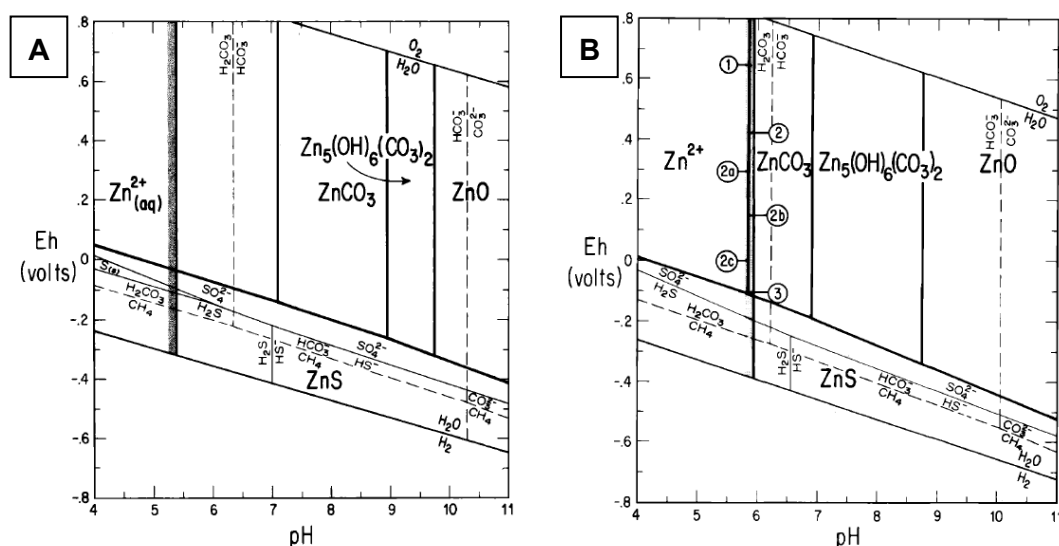 A
.8
.6
.4
.2
0
-.2
-.4
-.6
-.8
Eh
(volts)
4
5
6
7
8
9
10
11
pH
O₂
H₂O
H₂CO₃
HCO₃⁻
Zn₅(OH)₆(CO₃)₂
ZnCO₃
ZnO
Zn²⁺(aq)
HCO₃⁻
CO₃²⁻
S(s)
H₂CO₃
CH₄
SO₄²⁻
H₂S
H₂S
HS⁻
HCO₃⁻
CH₄
SO₄²⁻
HS⁻
ZnS
CO₃²⁻
CH₄
H₂O
H₂
B
.8
.6
.4
.2
0
-.2
-.4
-.6
-.8
Eh
(volts)
4
5
6
7
8
9
10
11
pH
1
2
2a
2b
2c
3
H₂CO₃
HCO₃⁻
O₂
H₂O
HCO₃⁻
CO₃²⁻
Zn²⁺
ZnCO₃
Zn₅(OH)₆(CO₃)₂
ZnO
SO₄²⁻
H₂S
H₂CO₃
CH₄
H₂S
HS⁻
ZnS
HCO₃⁻
CH₄
SO₄²⁻
HS⁻
CO₃²⁻
CH₄
H₂O
H₂